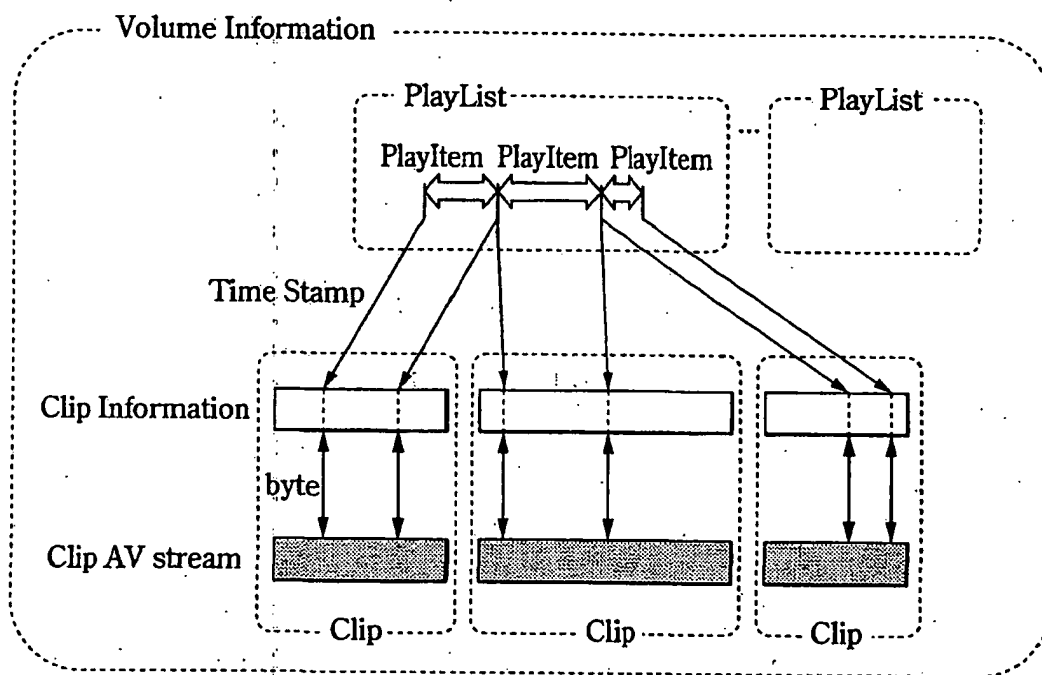 Volume Information
PlayList
PlayList
...
PlayItem PlayItem PlayItem
Time Stamp
Clip Information
byte
Clip AV stream
Clip
Clip
Clip